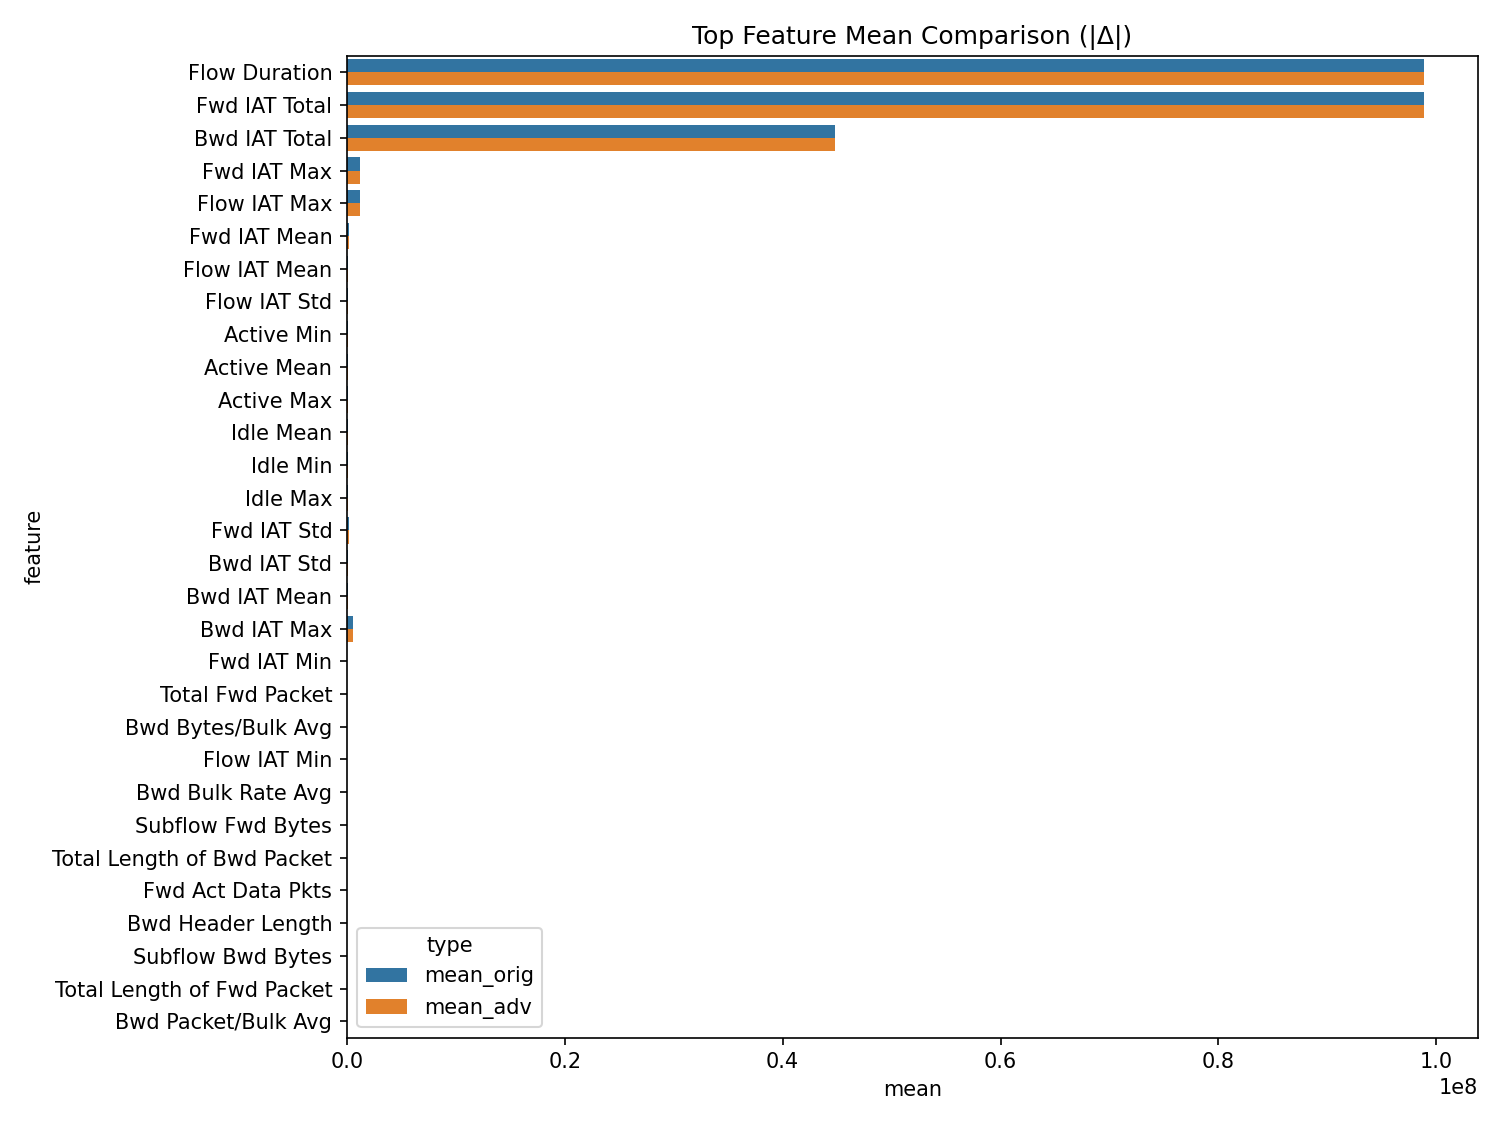 Top Feature Mean Comparison (|Δ|)
Flow Duration
Fwd IAT Total
Bwd IAT Total
Fwd IAT Max
Flow IAT Max
Fwd IAT Mean
Flow IAT Mean
Flow IAT Std
Active Min
Active Mean
Active Max
Idle Mean
Idle Min
Idle Max
Fwd IAT Std
Bwd IAT Std
Bwd IAT Mean
Bwd IAT Max
Fwd IAT Min
Total Fwd Packet
Bwd Bytes/Bulk Avg
Flow IAT Min
Bwd Bulk Rate Avg
Subflow Fwd Bytes
Total Length of Bwd Packet
Fwd Act Data Pkts
Bwd Header Length
Subflow Bwd Bytes
Total Length of Fwd Packet
Bwd Packet/Bulk Avg
feature
type
mean_orig
mean_adv
0.0 0.2 0.4 0.6 0.8 1.0
1e8
mean